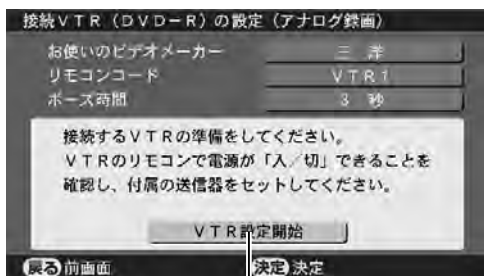 接続VTR（DVD-R）の設定（アナログ録画）
お使いのビデオメーカー 三 洋
リモコンコード VTR1
ポーズ時間 3 秒
接続するVTRの準備をしてください。
VTRのリモコンで電源が「入／切」できることを
確認し、付属の送信器をセットしてください。
VTR設定開始
戻る 前画面 決定 決定